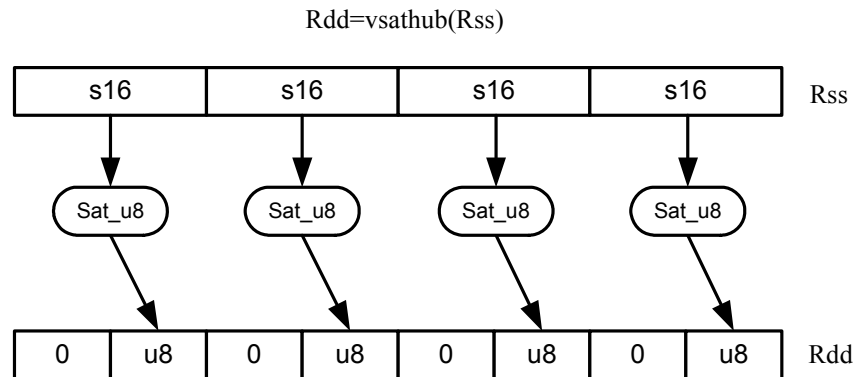 Rdd=vsathub(Rss)
s16 s16 s16 s16 Rss
Sat_u8 Sat_u8 Sat_u8 Sat_u8
0 u8 0 u8 0 u8 0 u8 Rdd